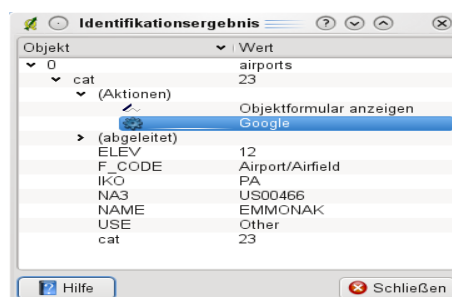 Identifikationsergebnis
Objekt Wert
0 airports
cat 23
(Aktionen)
Objektformular anzeigen
Google
(abgeleitet)
ELEV 12
F_CODE Airport/Airfield
IKO PA
NA3 US00466
NAME EMMONAK
USE Other
cat 23
Hilfe Schließen